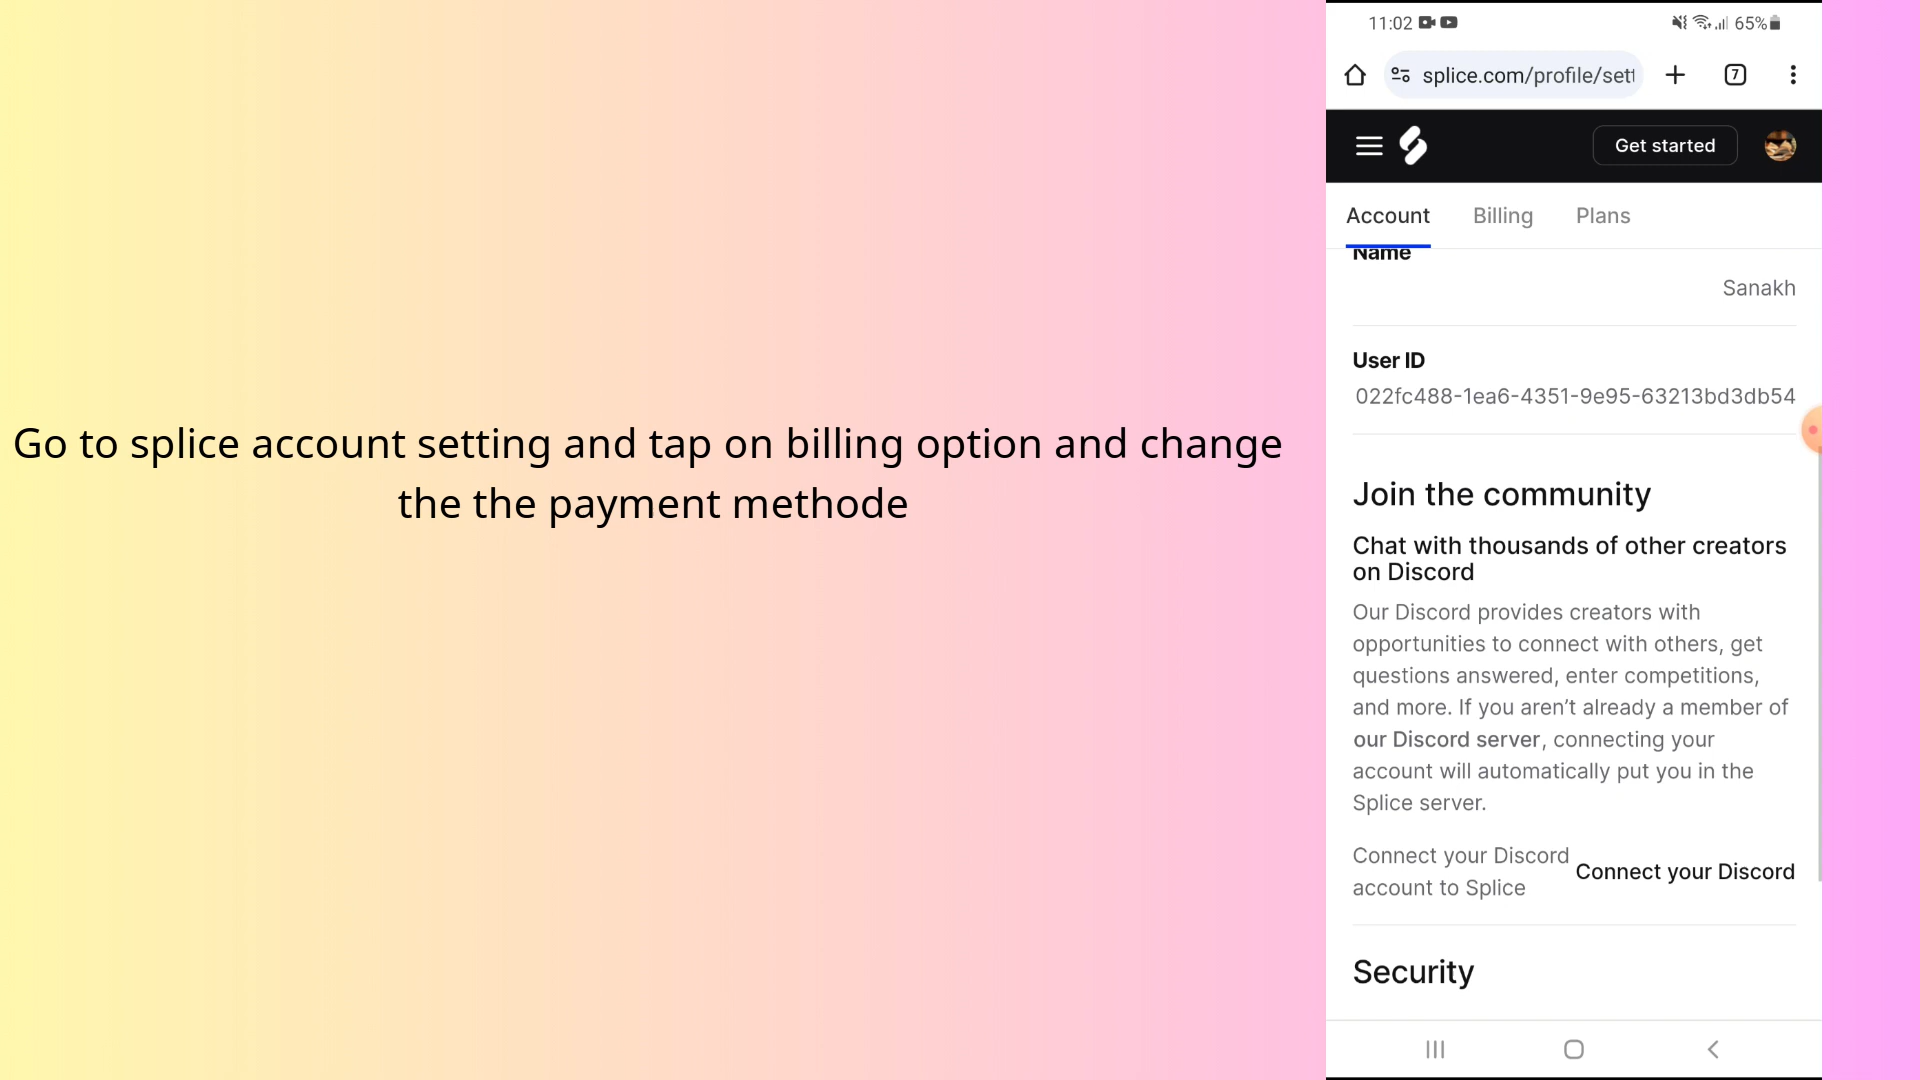 Go to splice account setting and tap on billing option and change
the the payment methode
11:02
65%
splice.com/profile/sett
7
Get started
Account Billing Plans
Name
Sanakh
User ID
022fc488-1ea6-4351-9e95-63213bd3db54
Join the community
Chat with thousands of other creators
on Discord
Our Discord provides creators with
opportunities to connect with others, get
questions answered, enter competitions,
and more. If you aren’t already a member of
our Discord server, connecting your
account will automatically put you in the
Splice server.
Connect your Discord
account to Splice
Connect your Discord
Security